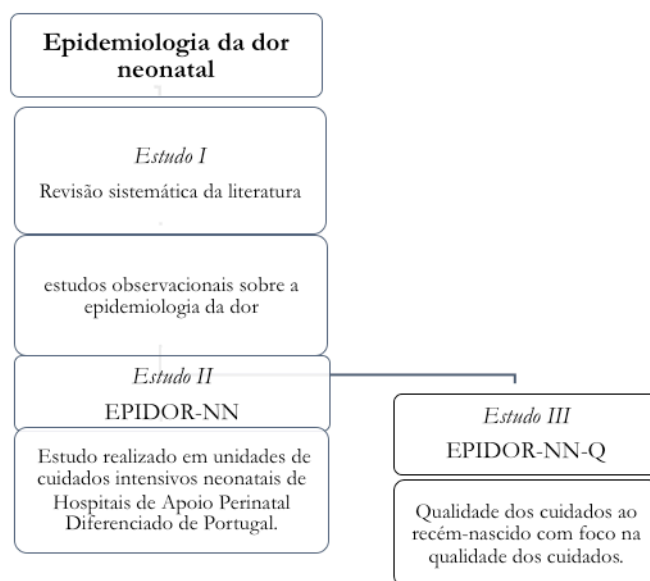 Epidemiologia da dor
neonatal
Estudo I
Revisão sistemática da literatura
estudos observacionais sobre a
epidemiologia da dor
Estudo II
EPIDOR-NN
Estudo realizado em unidades de
cuidados intensivos neonatais de
Hospitais de Apoio Perinatal
Diferenciado de Portugal.
Estudo III
EPIDOR-NN-Q
Qualidade dos cuidados ao
recém-nascido com foco na
qualidade dos cuidados.